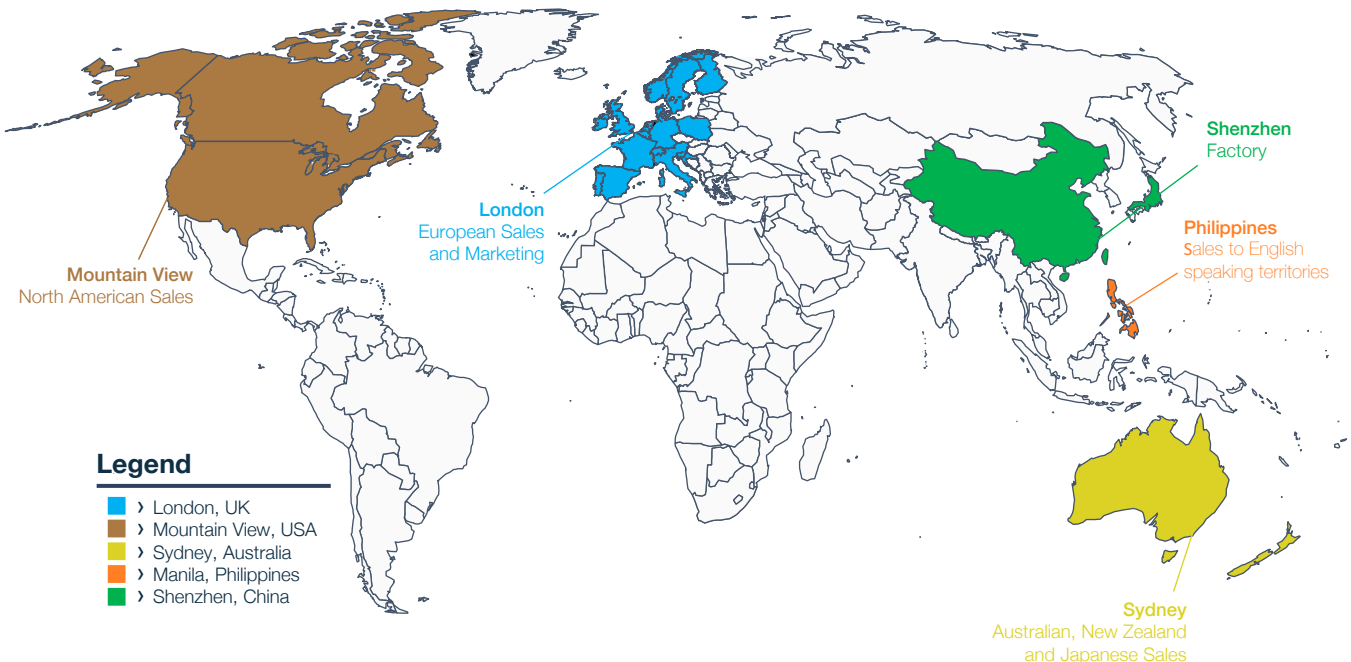 Shenzhen
Factory
London
European Sales
and Marketing
Philippines
Sales to English
speaking territories
Mountain View
North American Sales
Legend
› London, UK
› Mountain View, USA
› Sydney, Australia
› Manila, Philippines
› Shenzhen, China
Sydney
Australian, New Zealand
and Japanese Sales